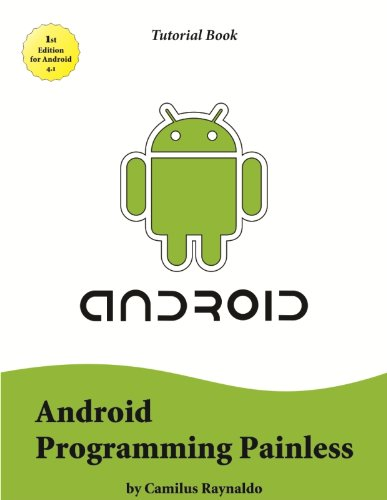 1st
Edition
for Android
4.1
Tutorial Book
ANDROID
Android
Programming Painless
by Camilus Raynaldo